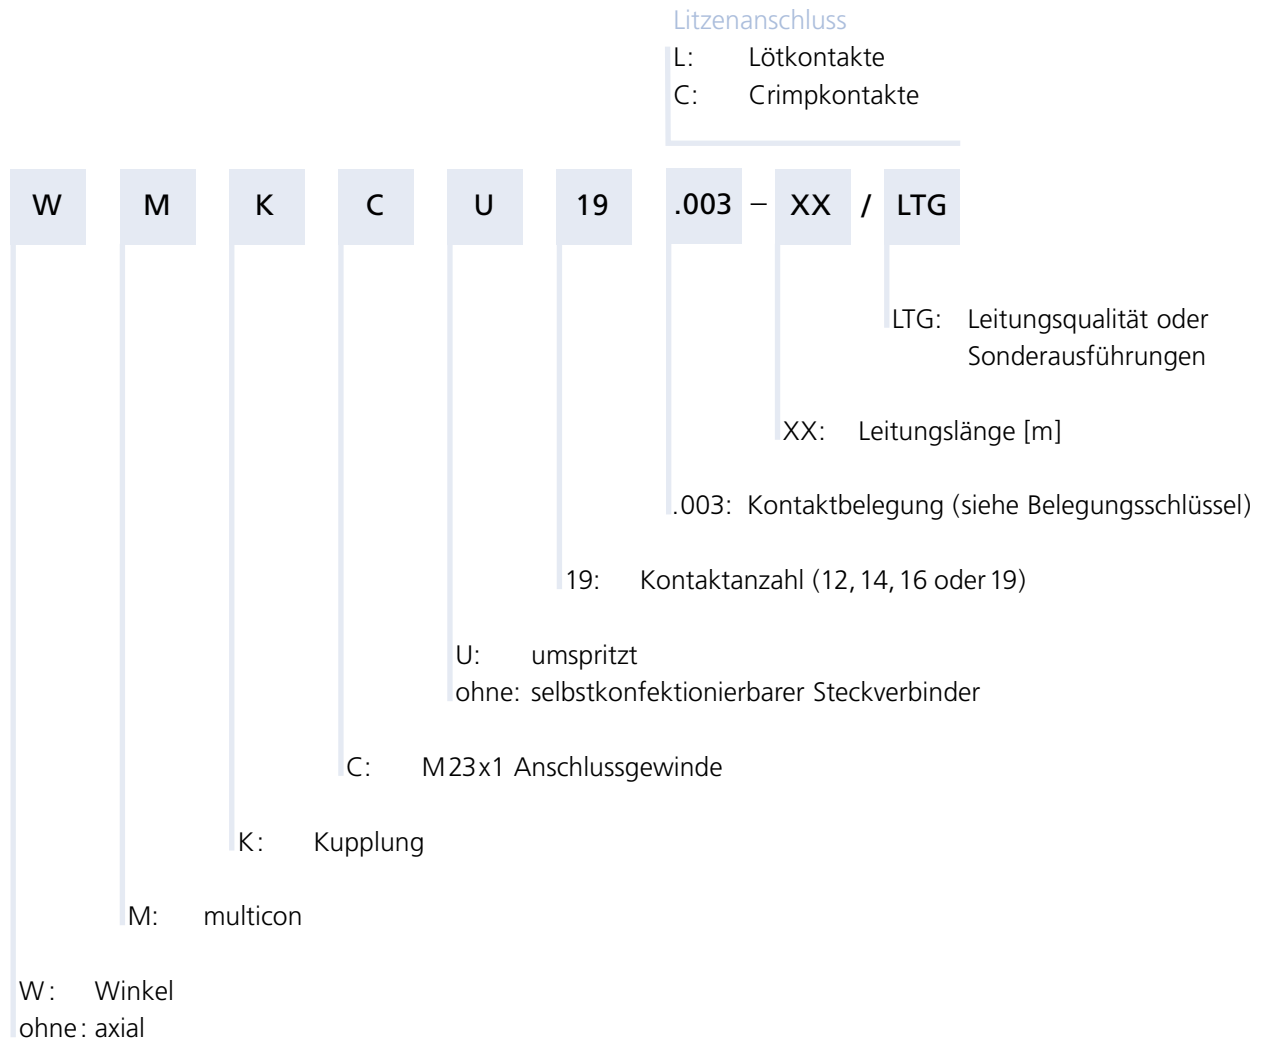 Litzenanschluss
L: Lötkontakte
C: Crimpkontakte
W M K C U 19 .003 – XX / LTG
LTG: Leitungsqualität oder
Sonderausführungen
XX: Leitungslänge [m]
.003: Kontaktbelegung (siehe Belegungsschlüssel)
19: Kontaktanzahl (12, 14, 16 oder 19)
U: umspritzt
ohne: selbstkonfektionierbarer Steckverbinder
C: M23x1 Anschlussgewinde
K: Kupplung
M: multicon
W: Winkel
ohne: axial